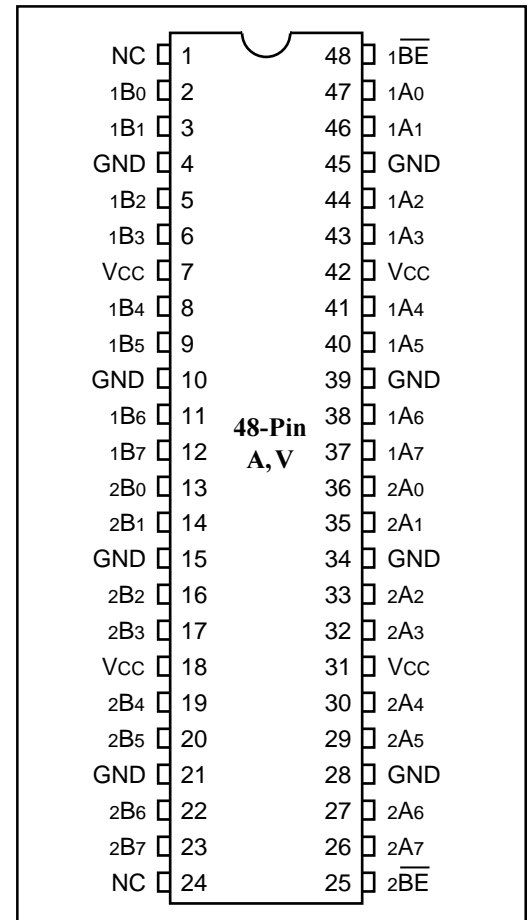 NC 1 48 1B̅E̅
1B0 2 47 1A0
1B1 3 46 1A1
GND 4 45 GND
1B2 5 44 1A2
1B3 6 43 1A3
VCC 7 42 VCC
1B4 8 41 1A4
1B5 9 40 1A5
GND 10 39 GND
1B6 11 38 1A6
48-Pin
1B7 12 37 1A7
A, V
2B0 13 36 2A0
2B1 14 35 2A1
GND 15 34 GND
2B2 16 33 2A2
2B3 17 32 2A3
VCC 18 31 VCC
2B4 19 30 2A4
2B5 20 29 2A5
GND 21 28 GND
2B6 22 27 2A6
2B7 23 26 2A7
NC 24 25 2B̅E̅